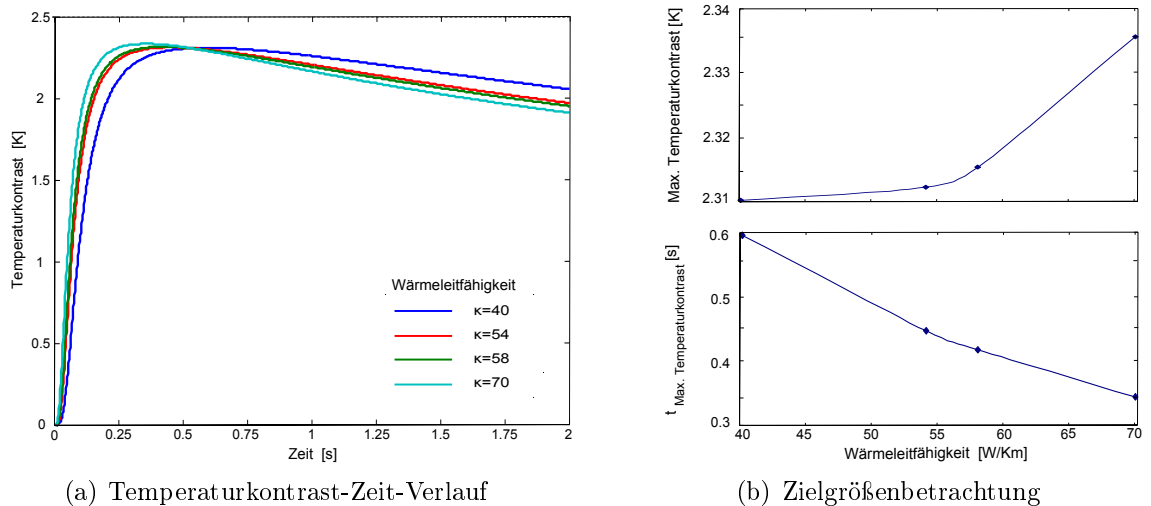 2.5
2
1.5
1
0.5
0
Temperaturkontrast [K]
0
0.25
0.5
0.75
1
1.25
1.5
1.75
2
Zeit [s]
Wärmeleitfähigkeit
κ=40
κ=54
κ=58
κ=70
(a) Temperaturkontrast-Zeit-Verlauf
2.34
2.33
2.32
2.31
Max. Temperaturkontrast [K]
0.6
0.5
0.4
0.3
t Max. Temperaturkontrast [s]
40
45
50
55
60
65
70
Wärmeleitfähigkeit [W/Km]
(b) Zielgrößenbetrachtung